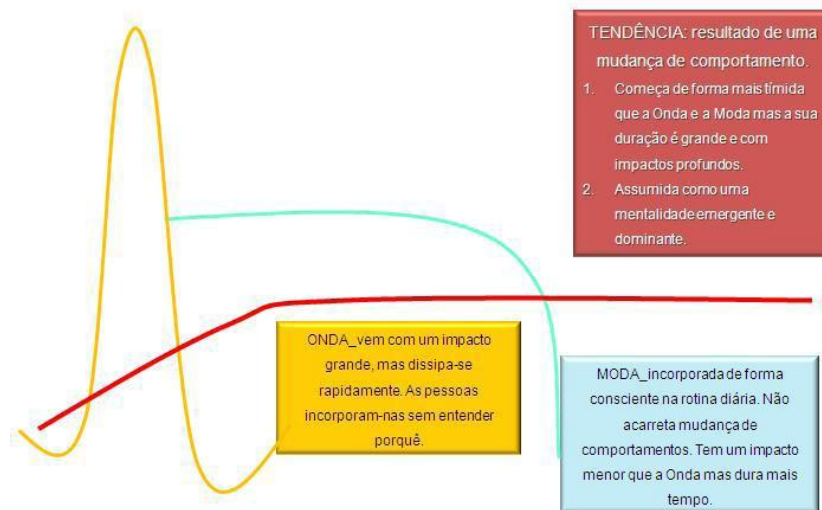 TENDÊNCIA: resultado de uma
mudança de comportamento.
1. Começa de forma mais tímida
que a Onda e a Moda mas a sua
duração é grande e com
impactos profundos.
2. Assumida como uma
mentalidade emergente e
dominante.
ONDA_vem com um impacto
grande, mas dissipa-se
rapidamente. As pessoas
incorporam-nas sem entender
porquê.
MODA_incorporada de forma
consciente na rotina diária. Não
acarreta mudança de
comportamentos. Tem um impacto
menor que a Onda mas dura mais
tempo.